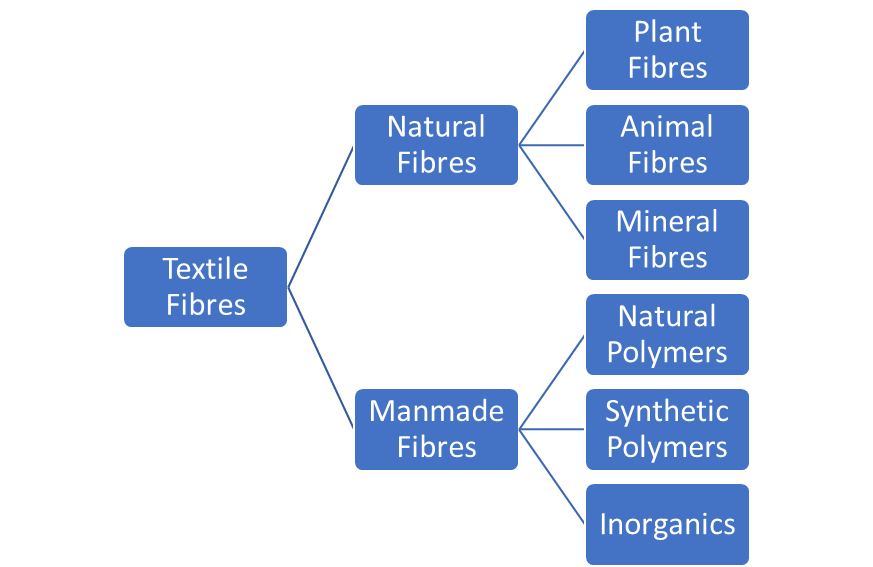 Textile
Fibres
Natural
Fibres
Plant
Fibres
Animal
Fibres
Mineral
Fibres
Manmade
Fibres
Natural
Polymers
Synthetic
Polymers
Inorganics